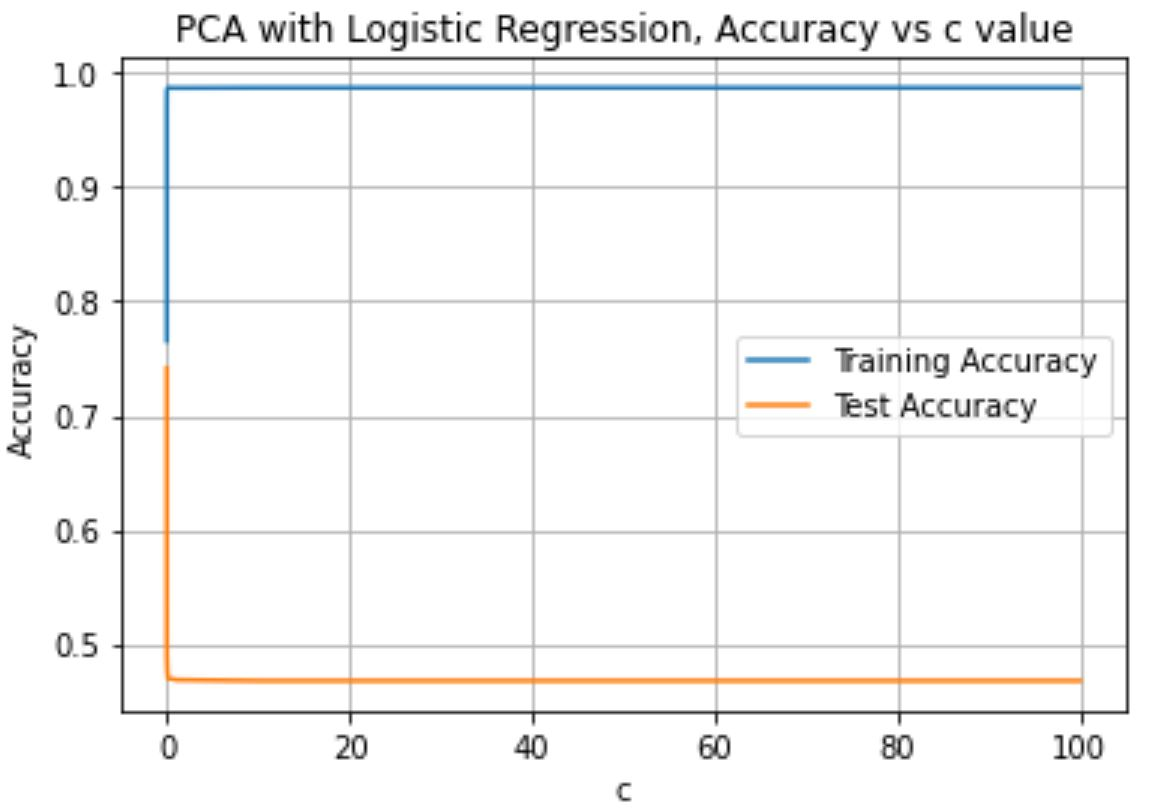 PCA with Logistic Regression, Accuracy vs c value
1.0
0.9
0.8
0.7
0.6
0.5
Accuracy
Training Accuracy
Test Accuracy
0 20 40 60 80 100
c